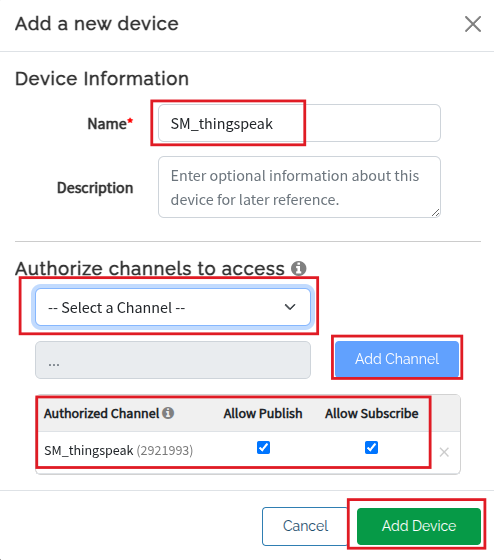 Add a new device
Device Information
Name*
SM_thingspeak
Description
Enter optional information about this
device for later reference.
Authorize channels to access
-- Select a Channel --
...
Add Channel
Authorized Channel Allow Publish Allow Subscribe
SM_thingspeak (2921993)
Cancel
Add Device